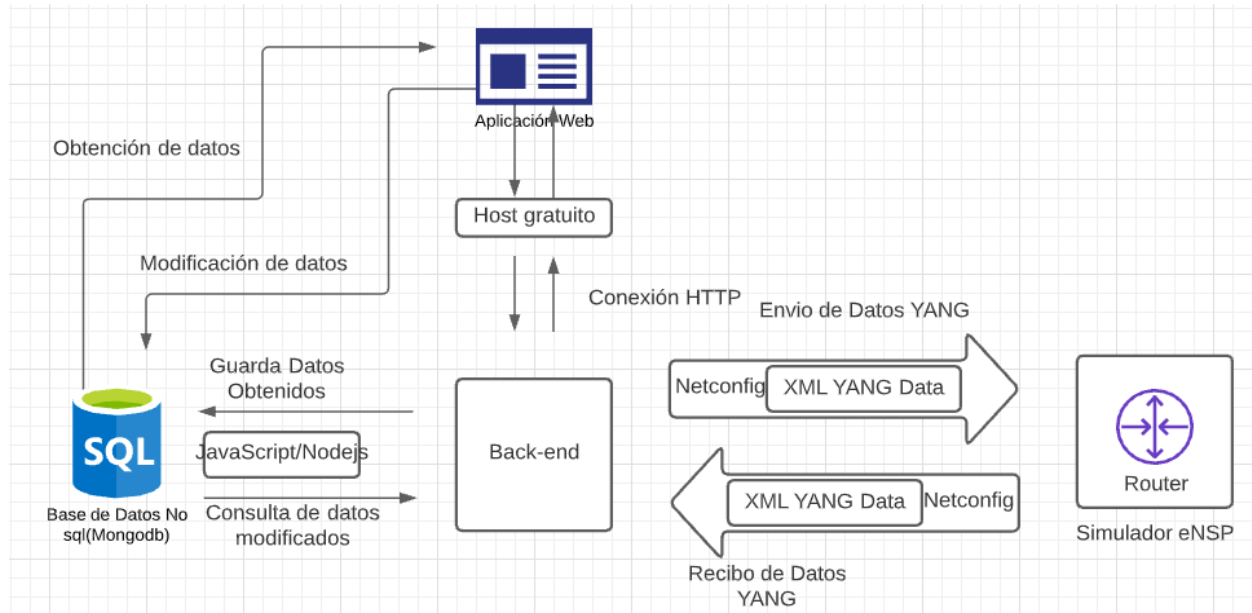 Aplicación Web
Obtención de datos
Host gratuito
Modificación de datos
Conexión HTTP
Envio de Datos YANG
Guarda Datos
Obtenidos
Netconfig
XML YANG Data
SQL
JavaScript/Nodejs
Back-end
Router
XML YANG Data
Netconfig
Base de Datos No
sql(Mongodb)
Consulta de datos
modificados
Simulador eNSP
Recibo de Datos
YANG